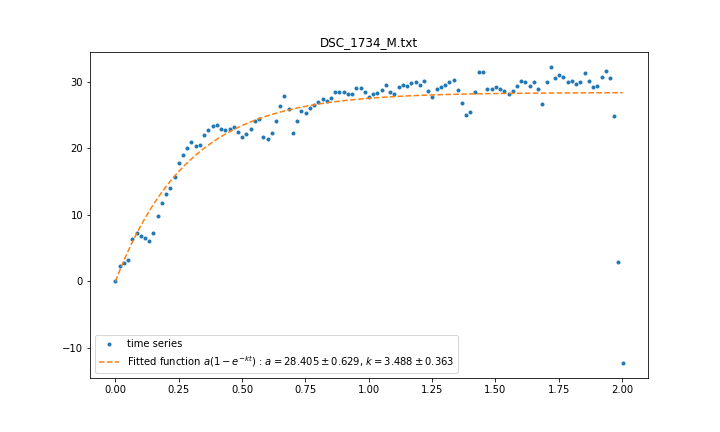 DSC_1734_M.txt
30
20
10
0
−10
time series
Fitted function a(1 − e^{−kt}) : a = 28.405 ± 0.629, k = 3.488 ± 0.363
0.00 0.25 0.50 0.75 1.00 1.25 1.50 1.75 2.00